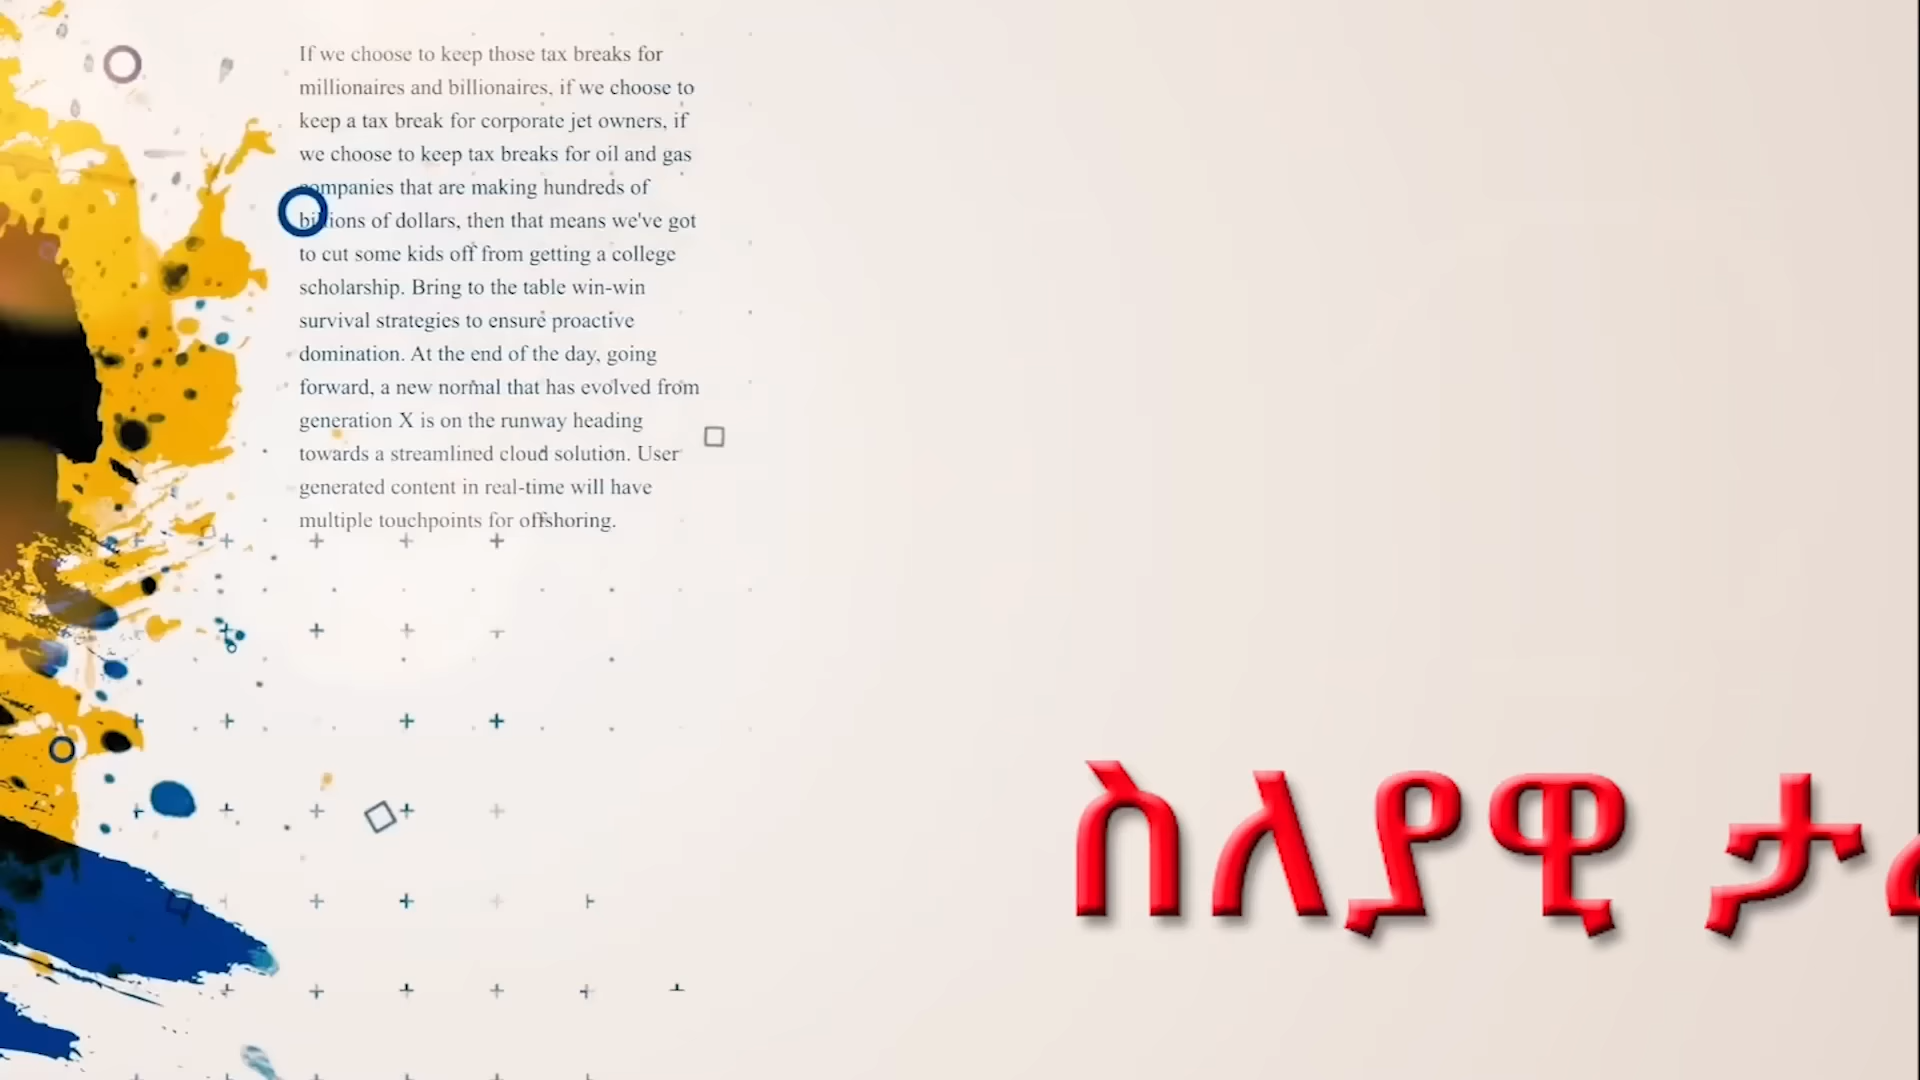 If we choose to keep those tax breaks for
millionaires and billionaires, if we choose to
keep a tax break for corporate jet owners, if
we choose to keep tax breaks for oil and gas
companies that are making hundreds of
billions of dollars, then that means we've got
to cut some kids off from getting a college
scholarship. Bring to the table win-win
survival strategies to ensure proactive
domination. At the end of the day, going
forward, a new normal that has evolved from
generation X is on the runway heading
towards a streamlined cloud solution. User
generated content in real-time will have
multiple touchpoints for offshoring.
ስለያዊ